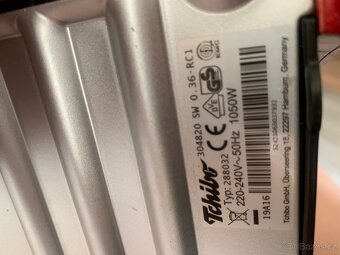 304820 SW 0.36-RC1
Tchibo
Typ: 288032
220-240V~50Hz 1050W
19A16
Tchibo GmbH, Überseering 18, 22297 Hamburg, Germany